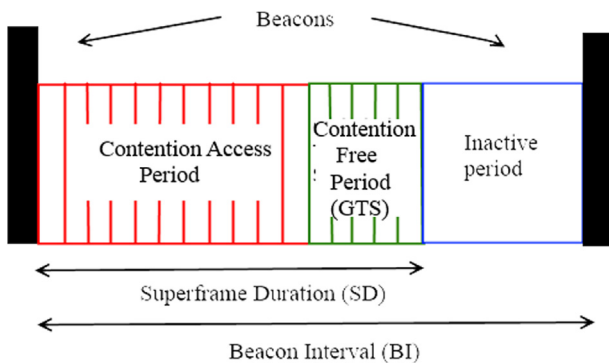 Beacons
Contention Access
Period
Contention
Free
Period
(GTS)
Inactive
period
Superframe Duration (SD)
Beacon Interval (BI)